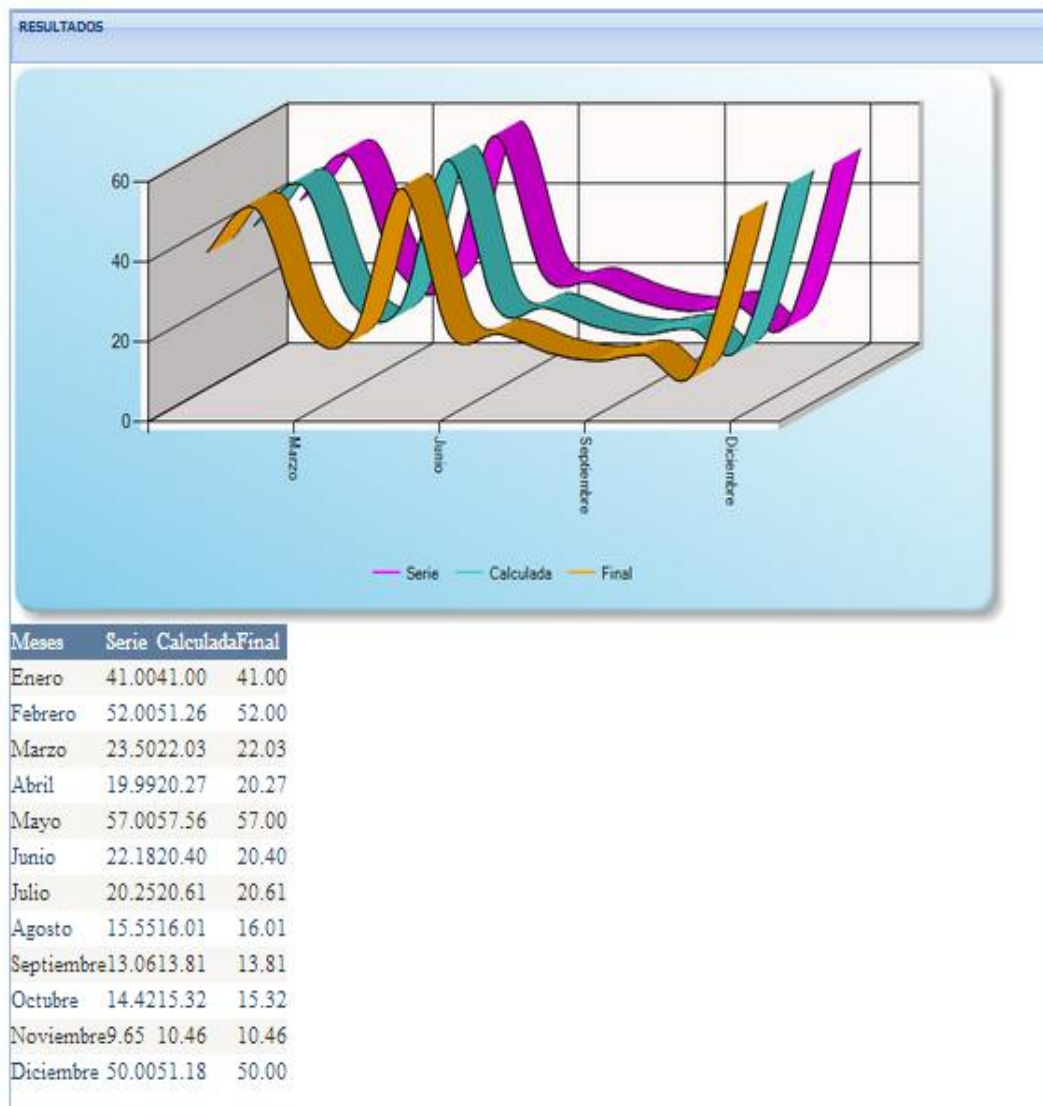 RESULTADOS
60
40
20
0
Marzo
Junio
Septiembre
Diciembre
Serie Calculada Final
Meses Serie Calculada Final
Enero 41.00 41.00 41.00
Febrero 52.00 51.26 52.00
Marzo 23.50 22.03 22.03
Abril 19.99 20.27 20.27
Mayo 57.00 57.56 57.00
Junio 22.18 20.40 20.40
Julio 20.25 20.61 20.61
Agosto 15.55 16.01 16.01
Septiembre 13.06 13.81 13.81
Octubre 14.42 15.32 15.32
Noviembre 9.65 10.46 10.46
Diciembre 50.00 51.18 50.00